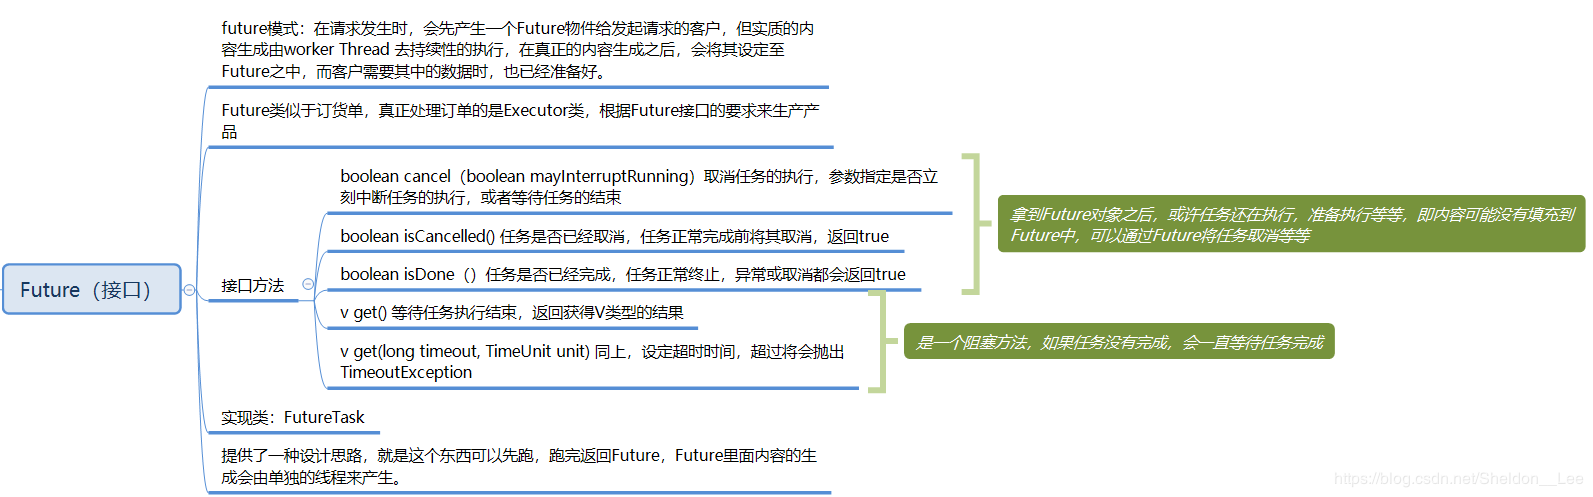 future模式：在请求发生时，会先产生一个Future物件给发起请求的客户，但实质的内
容生成由worker Thread 去持续性的执行，在真正的内容生成之后，会将其设定至
Future之中，而客户需要其中的数据时，也已经准备好。
Future类似于订货单，真正处理订单的是Executor类，根据Future接口的要求来生产产
品
boolean cancel（boolean mayInterruptRunning）取消任务的执行，参数指定是否立
刻中断任务的执行，或者等待任务的结束
拿到Future对象之后，或许任务还在执行，准备执行等等，即内容可能没有填充到
Future中，可以通过Future将任务取消等等
boolean isCancelled() 任务是否已经取消，任务正常完成前将其取消，返回true
boolean isDone（）任务是否已经完成，任务正常终止，异常或取消都会返回true
Future（接口）
接口方法
v get() 等待任务执行结束，返回获得V类型的结果
是一个阻塞方法，如果任务没有完成，会一直等待任务完成
v get(long timeout, TimeUnit unit) 同上，设定超时时间，超过将会抛出
TimeoutException
实现类：FutureTask
提供了一种设计思路，就是这个东西可以先跑，跑完返回Future，Future里面内容的生
成会由单独的线程来产生。
https://blog.csdn.net/Sheldon__Lee